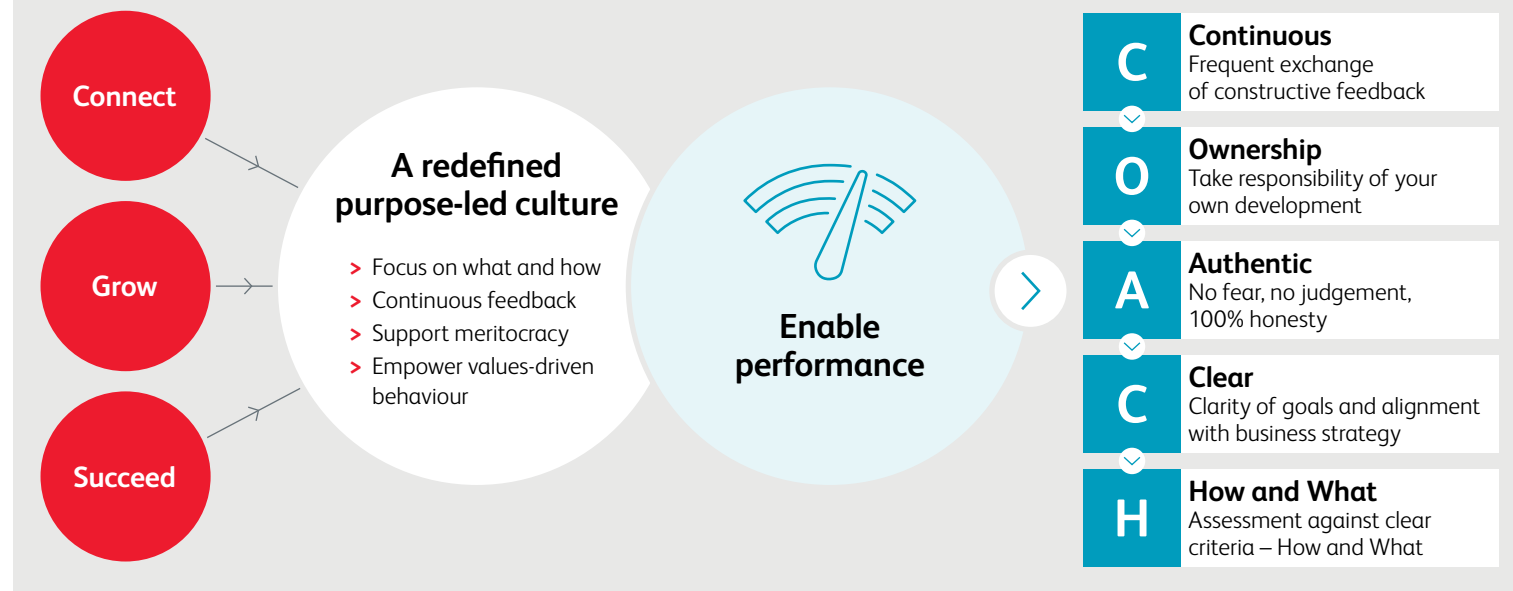 Connect
Grow
Succeed
A redefined
purpose-led culture
> Focus on what and how
> Continuous feedback
> Support meritocracy
> Empower values-driven
behaviour
Enable
performance
C
Continuous
Frequent exchange
of constructive feedback
O
Ownership
Take responsibility of your
own development
A
Authentic
No fear, no judgement,
100% honesty
C
Clear
Clarity of goals and alignment
with business strategy
H
How and What
Assessment against clear
criteria – How and What